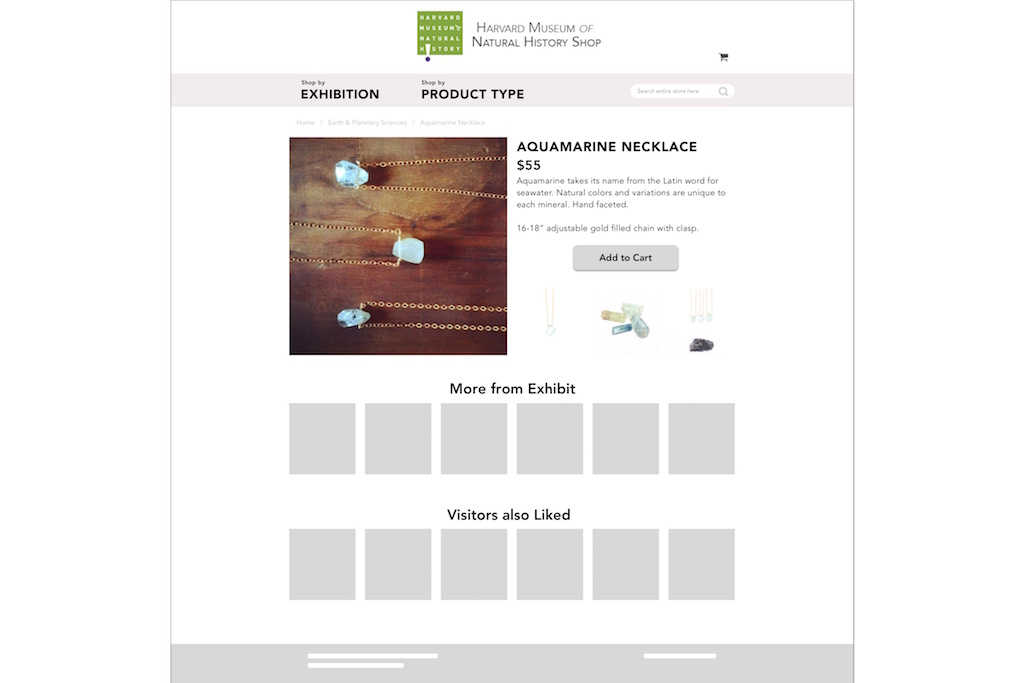 HARVARD
MUSEUM OF
NATURAL
HISTORY
HARVARD MUSEUM OF
NATURAL HISTORY SHOP
Shop by
EXHIBITION
Shop by
PRODUCT TYPE
Search entire store here
Home / Earth & Planetary Sciences / Aquamarine Necklace
AQUAMARINE NECKLACE
$55
Aquamarine takes its name from the Latin word for
seawater. Natural colors and variations are unique to
each mineral. Hand faceted.
16-18” adjustable gold filled chain with clasp.
Add to Cart
More from Exhibit
Visitors also Liked